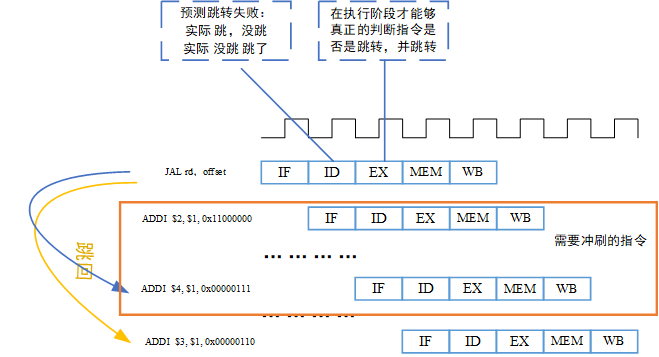 预测跳转失败：
实际 跳，没跳
实际 没跳 跳了
在执行阶段才能够
真正的判断指令是
否是跳转，并跳转
JAL rd，offset
IF ID EX MEM WB
ADDI $2, $1, 0x11000000
IF ID EX MEM WB
需要冲刷的指令
... ... ... ...
跳回
ADDI $4, $1, 0x00000111
IF ID EX MEM WB
... ... ... ...
ADDI $3, $1, 0x00000110
IF ID EX MEM WB